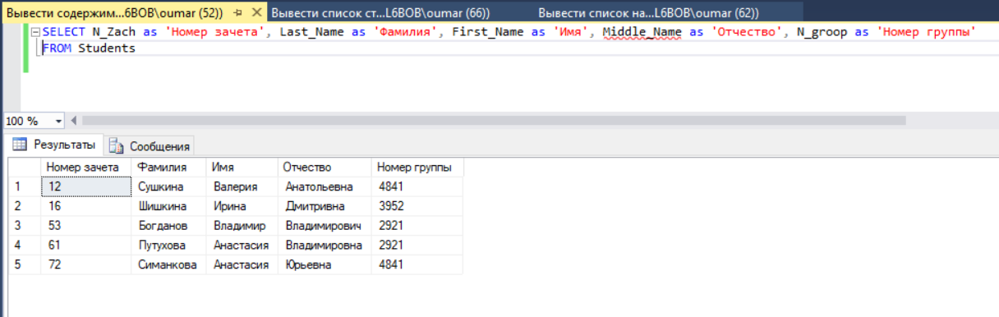 Вывести содержим...6BOB\oumar (52)) Вывести список ст...L6BOB\oumar (66)) Вывести список на...L6BOB\oumar (62))
SELECT N_Zach as 'Номер зачета', Last_Name as 'Фамилия', First_Name as 'Имя', Middle_Name as 'Отчество', N_groop as 'Номер группы'
FROM Students
100 %
Результаты Сообщения
Номер зачета Фамилия Имя Отчество Номер группы
1 12 Сушкина Валерия Анатольевна 4841
2 16 Шишкина Ирина Дмитривна 3952
3 53 Богданов Владимир Владимирович 2921
4 61 Путухова Анастасия Владимировна 2921
5 72 Симанкова Анастасия Юрьевна 4841